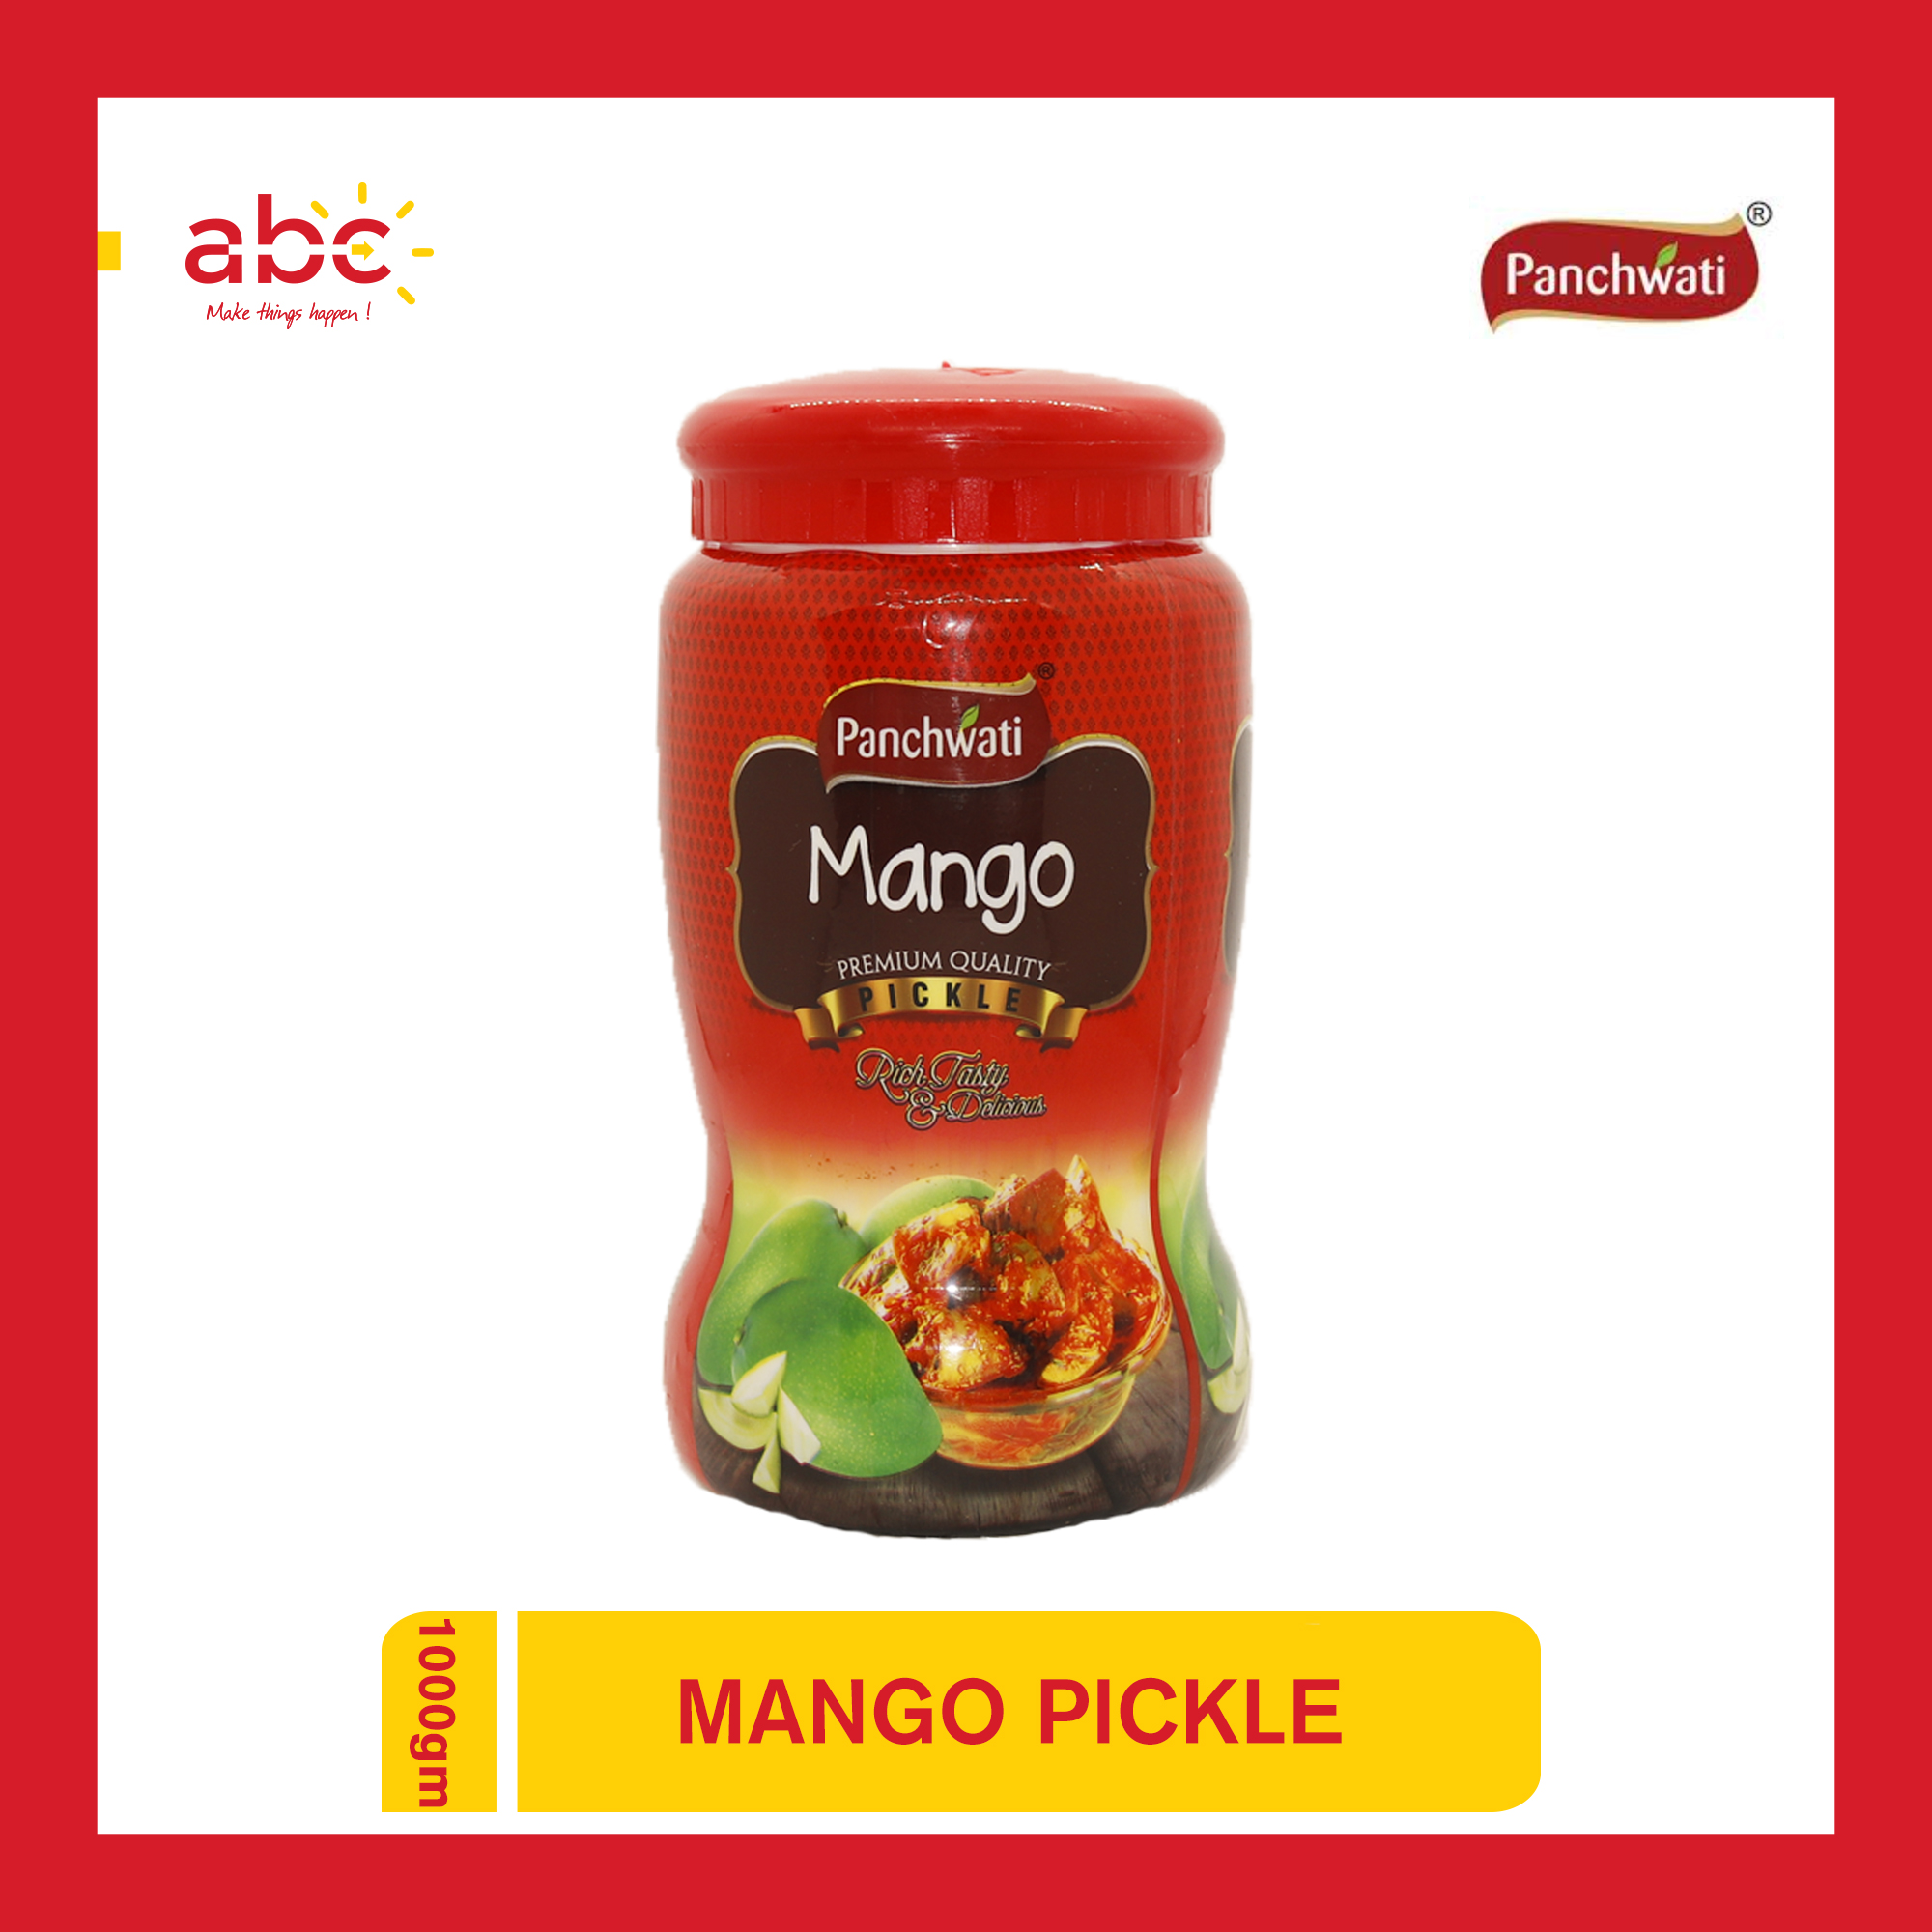 abc
Make things happen !
Panchwati ®
Panchwati ®
Mango
PREMIUM QUALITY
PICKLE
Rich Tasty
& Delicious
1000gm
MANGO PICKLE